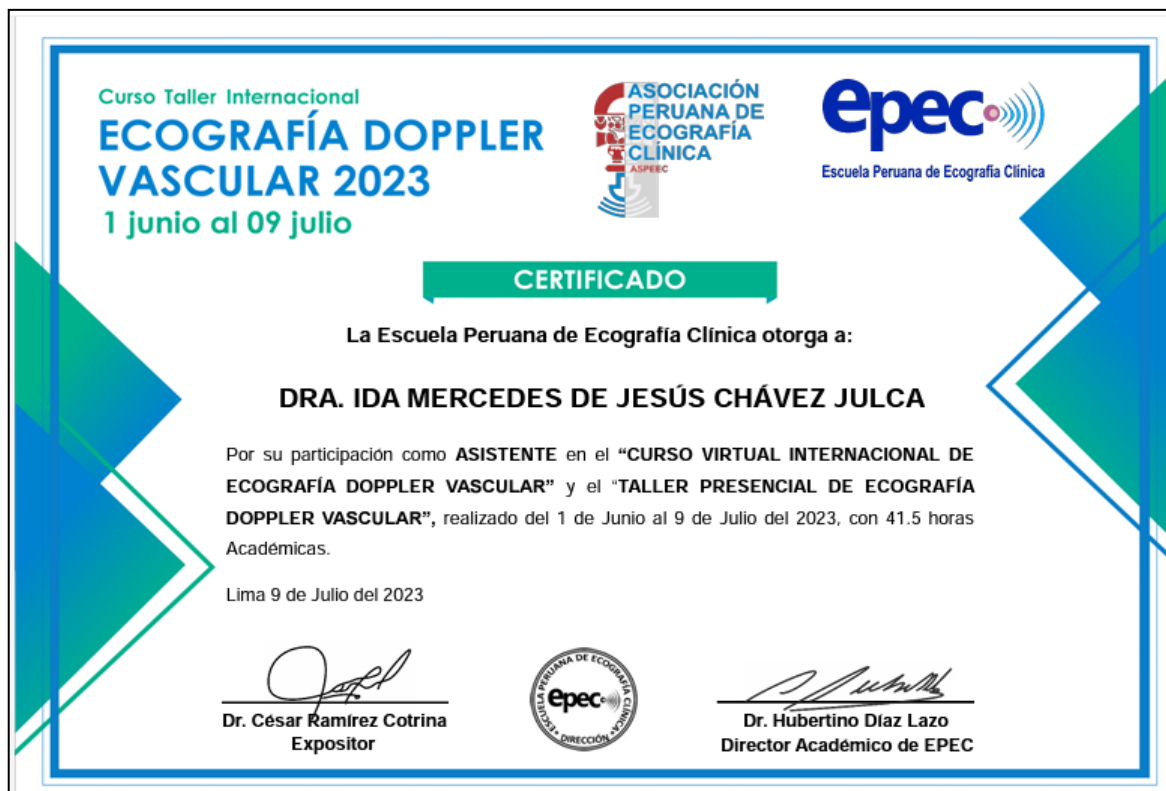 Curso Taller Internacional
ECOGRAFÍA DOPPLER
VASCULAR 2023
1 junio al 09 julio
ASOCIACIÓN
PERUANA DE
ECOGRAFÍA
CLÍNICA
ASPEEC
epec
Escuela Peruana de Ecografía Clínica
CERTIFICADO
La Escuela Peruana de Ecografía Clínica otorga a:
DRA. IDA MERCEDES DE JESÚS CHÁVEZ JULCA
Por su participación como ASISTENTE en el “CURSO VIRTUAL INTERNACIONAL DE
ECOGRAFÍA DOPPLER VASCULAR” y el “TALLER PRESENCIAL DE ECOGRAFÍA
DOPPLER VASCULAR”, realizado del 1 de Junio al 9 de Julio del 2023, con 41.5 horas
Académicas.
Lima 9 de Julio del 2023
Dr. César Ramírez Cotrina
Expositor
ESCUELA PERUANA DE ECOGRAFÍA CLÍNICA
epec
DIRECCIÓN
Dr. Hubertino Díaz Lazo
Director Académico de EPEC